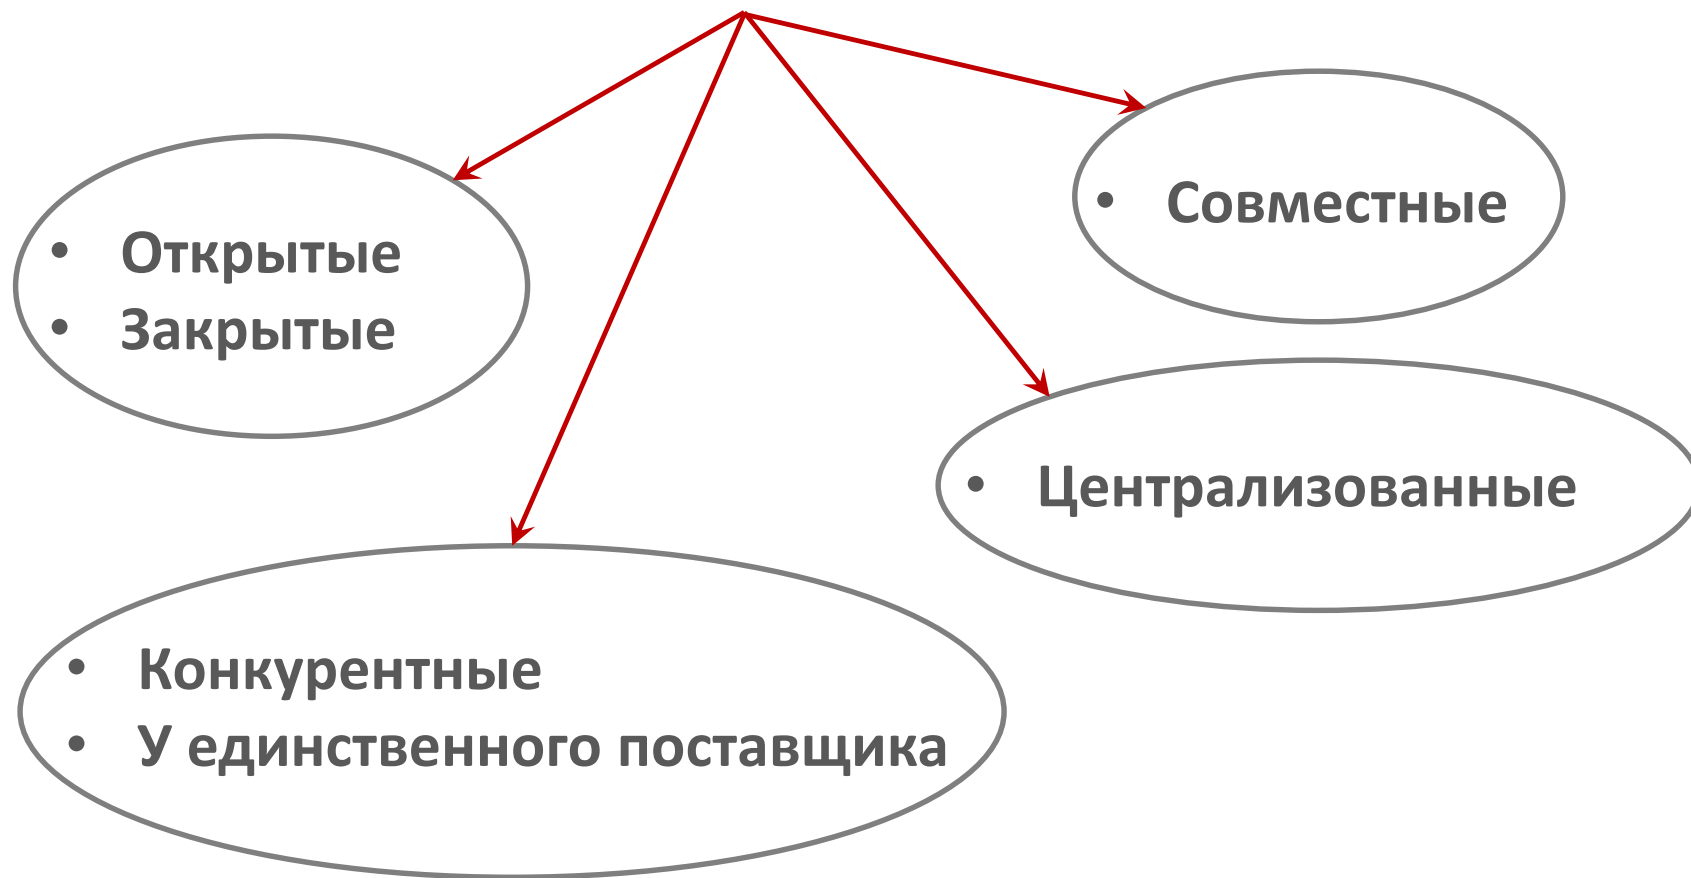 • Совместные
• Открытые
• Закрытые
• Централизованные
• Конкурентные
• У единственного поставщика